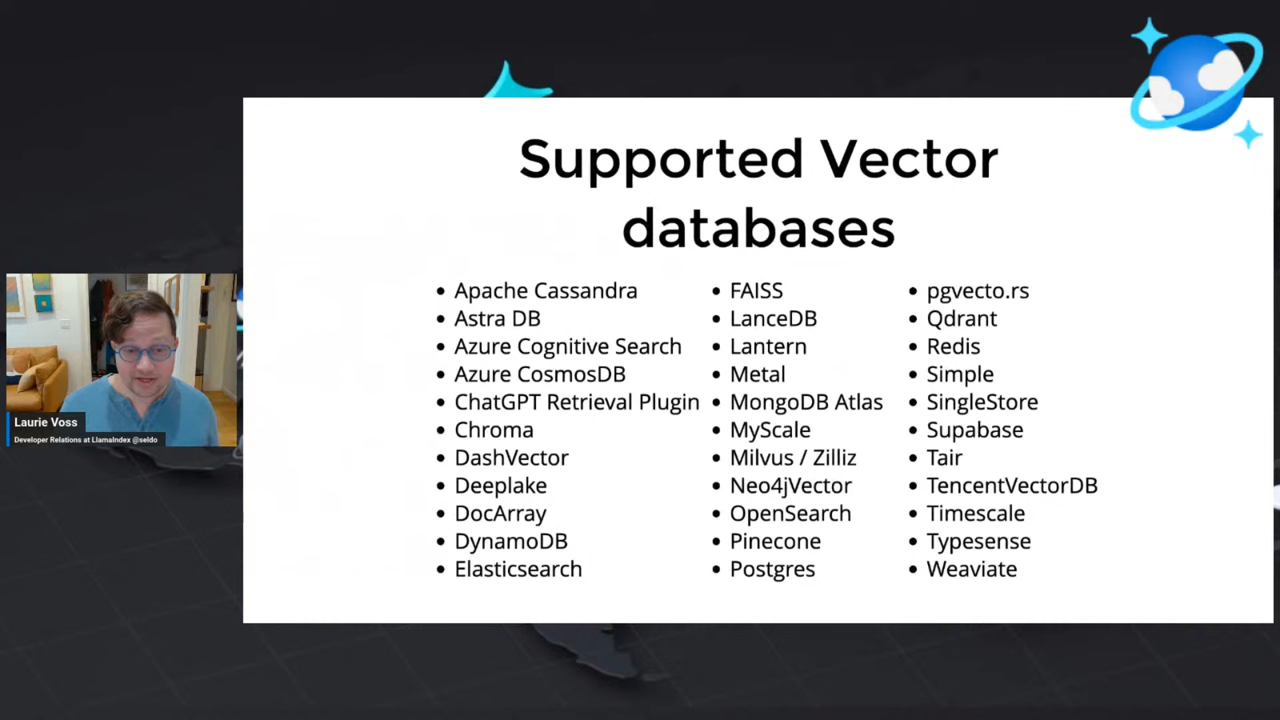 Supported Vector
databases
Apache Cassandra
Astra DB
Azure Cognitive Search
Azure CosmosDB
ChatGPT Retrieval Plugin
Chroma
DashVector
Deeplake
DocArray
DynamoDB
Elasticsearch
FAISS
LanceDB
Lantern
Metal
MongoDB Atlas
MyScale
Milvus / Zilliz
Neo4jVector
OpenSearch
Pinecone
Postgres
pgvecto.rs
Qdrant
Redis
Simple
SingleStore
Supabase
Tair
TencentVectorDB
Timescale
Typesense
Weaviate
Laurie Voss
Developer Relations at LlamaIndex @seldo